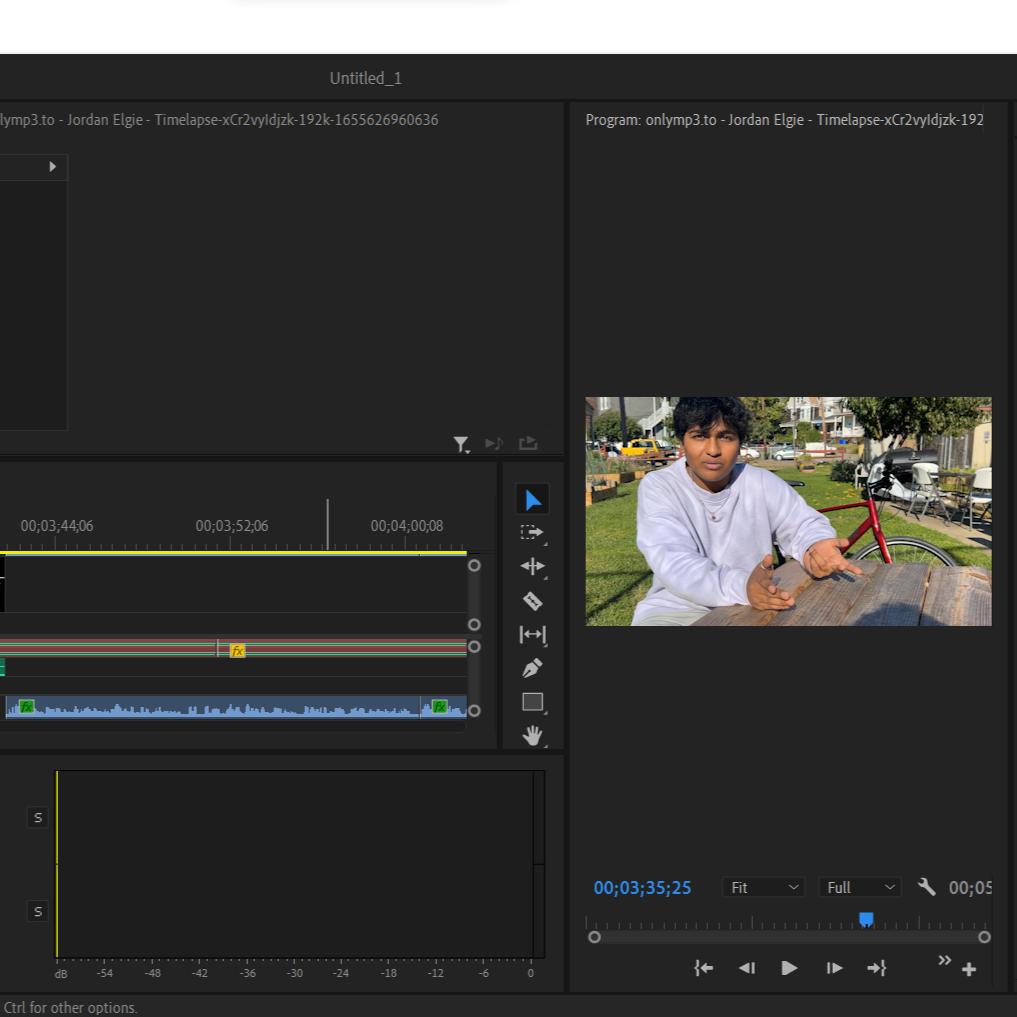 Untitled_1
lymp3.to - Jordan Elgie - Timelapse-xCr2vyIdjzk-192k-1655626960636
Program: onlymp3.to - Jordan Elgie - Timelapse-xCr2vyIdjzk-192
00;03;44;06
00;03;52;06
00;04;00;08
fx
fx
fx
S
S
dB
-54
-48
-42
-36
-30
-24
-18
-12
-6
0
00;03;35;25
Fit
Full
00;05
Ctrl for other options.